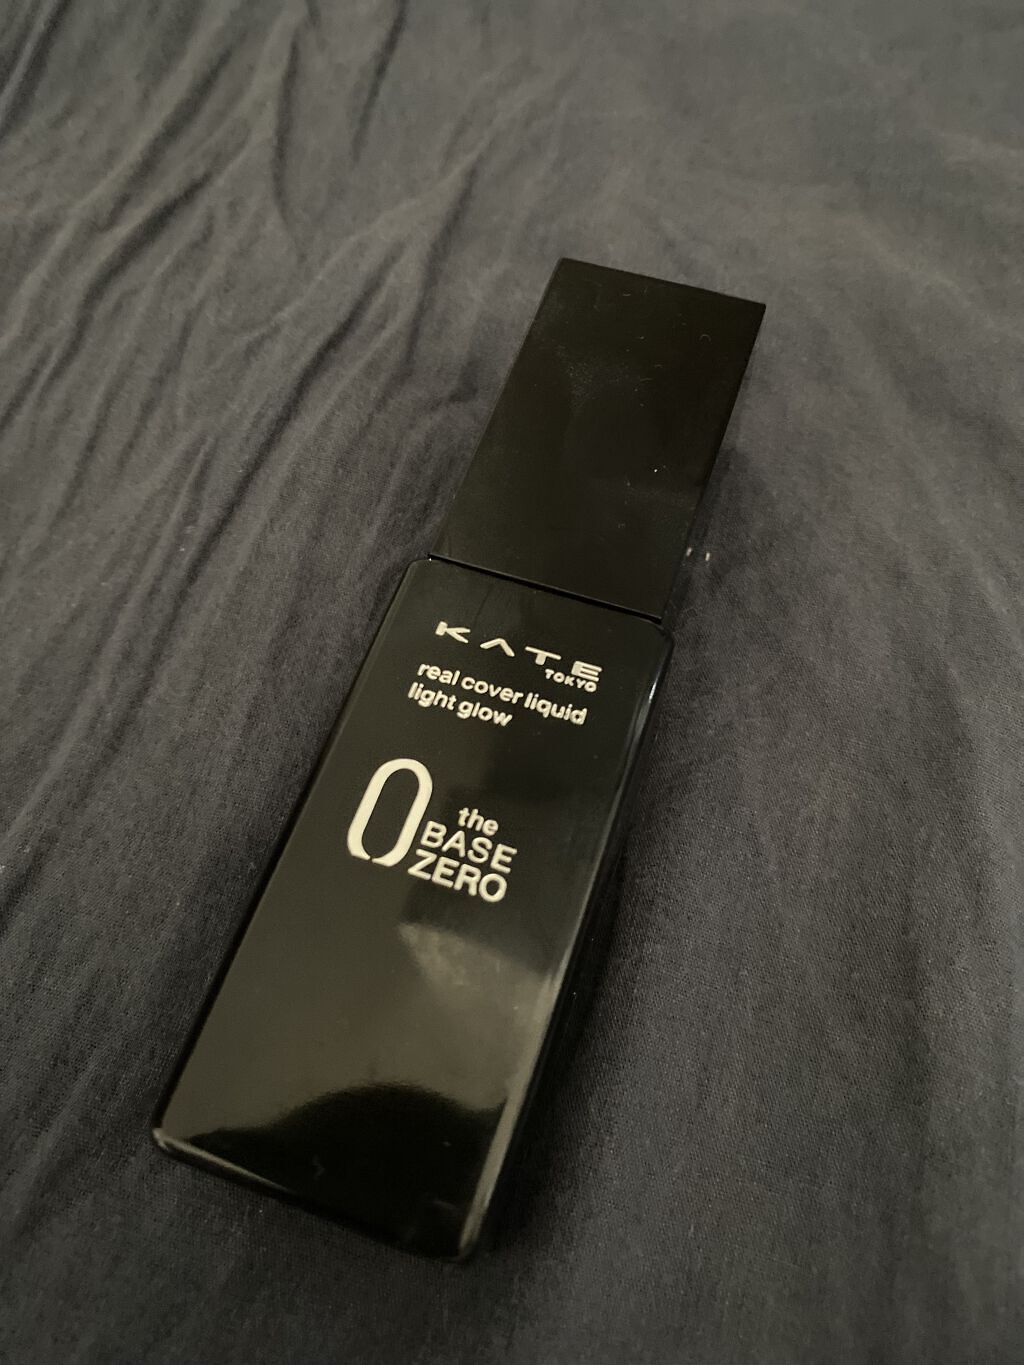 KATE
TOKYO
real cover liquid
light glow
0 the
BASE
ZERO